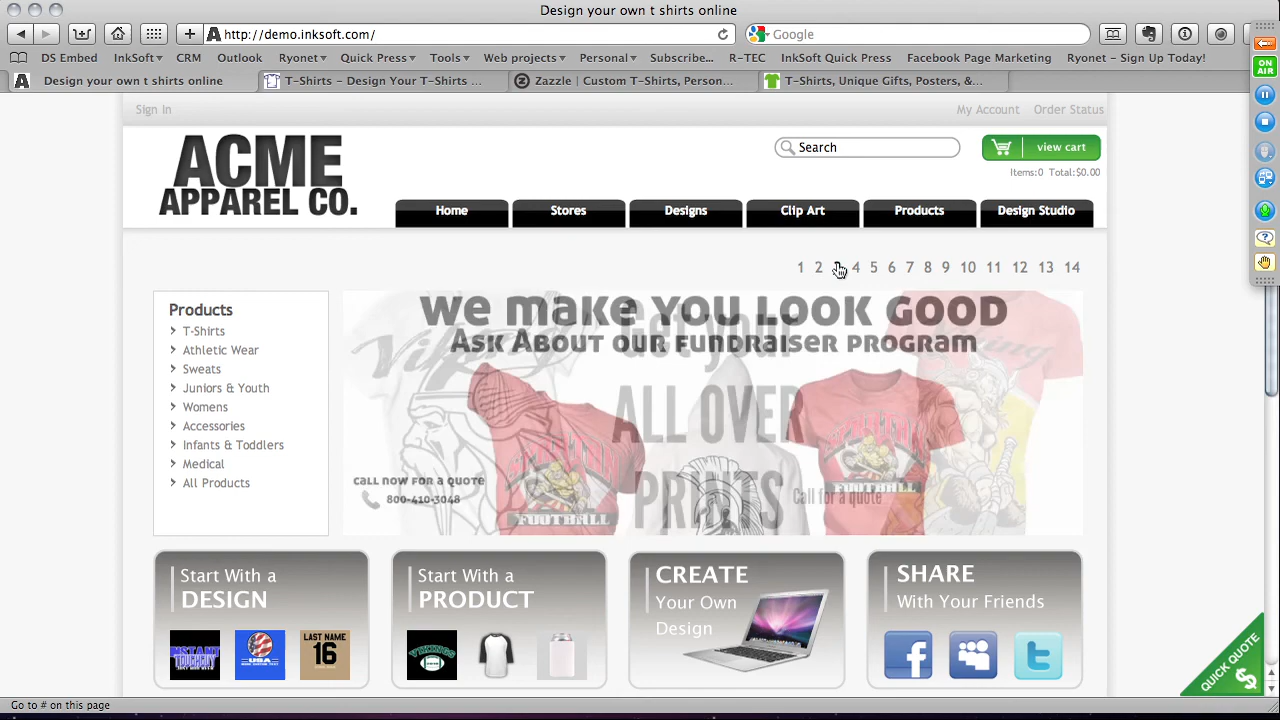 Design your own t shirts online
http://demo.inksoft.com/
Google
DS Embed InkSoft CRM Outlook Ryonet Quick Press Tools Web projects Personal Subscribe... R-TEC InkSoft Quick Press Facebook Page Marketing Ryonet – Sign Up Today!
Design your own t shirts online T-Shirts – Design Your T-Shirts ... Zazzle | Custom T-Shirts, Person... T-Shirts, Unique Gifts, Posters, &...
ON AIR
Sign In My Account Order Status
ACME
APPAREL CO.
Search view cart
Items:0 Total:$0.00
Home Stores Designs Clip Art Products Design Studio
1 2 4 5 6 7 8 9 10 11 12 13 14
Products
T-Shirts
Athletic Wear
Sweats
Juniors & Youth
Womens
Accessories
Infants & Toddlers
Medical
All Products
We make YOU LOOK GOOD
Ask About our fundraiser program
Get your
ALL OVER
PRINTS
Call now for a quote
800-410-3048
Call for a quote
FOOTBALL
FOOTBALL
Start With a
DESIGN
Start With a
PRODUCT
CREATE
Your Own
Design
SHARE
With Your Friends
INSTANT
USA
LAST NAME
16
VIKINGS
QUICK QUOTE
$
Go to # on this page